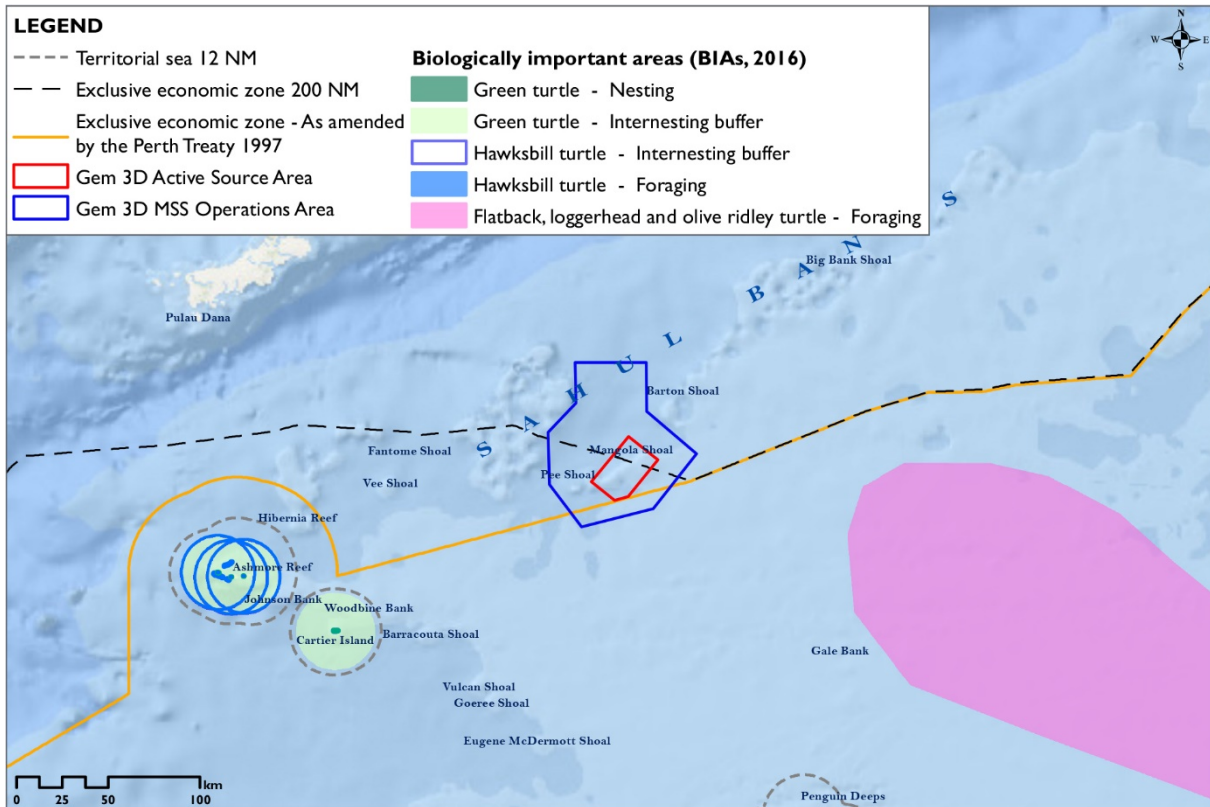 LEGEND
Territorial sea 12 NM
Exclusive economic zone 200 NM
Exclusive economic zone - As amended
by the Perth Treaty 1997
Gem 3D Active Source Area
Gem 3D MSS Operations Area
Biologically important areas (BIAs, 2016)
Green turtle - Nesting
Green turtle - Internesting buffer
Hawksbill turtle - Internesting buffer
Hawksbill turtle - Foraging
Flatback, loggerhead and olive ridley turtle - Foraging
N
W E
S
SAHUL BANKS
Big Bank Shoal
Pulau Dana
Barton Shoal
Mangola Shoal
Fantome Shoal
Pee Shoal
Vee Shoal
Hibernia Reef
Ashmore Reef
Johnson Bank
Woodbine Bank
Cartier Island
Barracouta Shoal
Gale Bank
Vulcan Shoal
Goeree Shoal
Eugene McDermott Shoal
Penguin Deeps
km
0 25 50 100